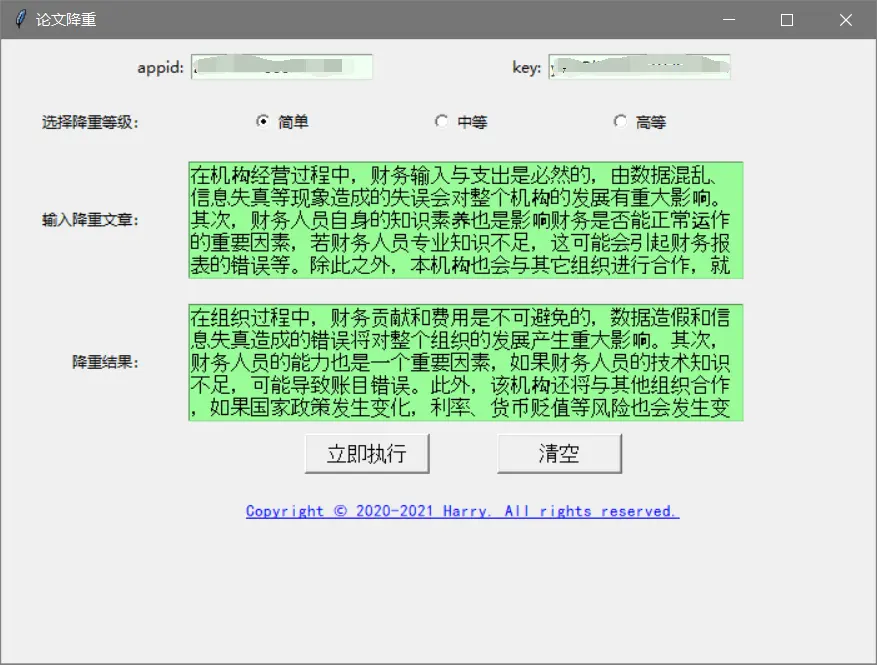 论文降重
appid: key:
选择降重等级: 简单 中等 高等
输入降重文章:
在机构经营过程中，财务输入与支出是必然的，由数据混乱、
信息失真等现象造成的失误会对整个机构的发展有重大影响。
其次，财务人员自身的知识素养也是影响财务是否能正常运作
的重要因素，若财务人员专业知识不足，这可能会引起财务报
表的错误等。除此之外，本机构也会与其它组织进行合作，就
降重结果:
在组织过程中，财务贡献和费用是不可避免的，数据造假和信
息失真造成的错误将对整个组织的发展产生重大影响。其次，
财务人员的能力也是一个重要因素，如果财务人员的技术知识
不足，可能导致账目错误。此外，该机构还将与其他组织合作
，如果国家政策发生变化，利率、货币贬值等风险也会发生变
立即执行 清空
Copyright © 2020-2021 Harry. All rights reserved.